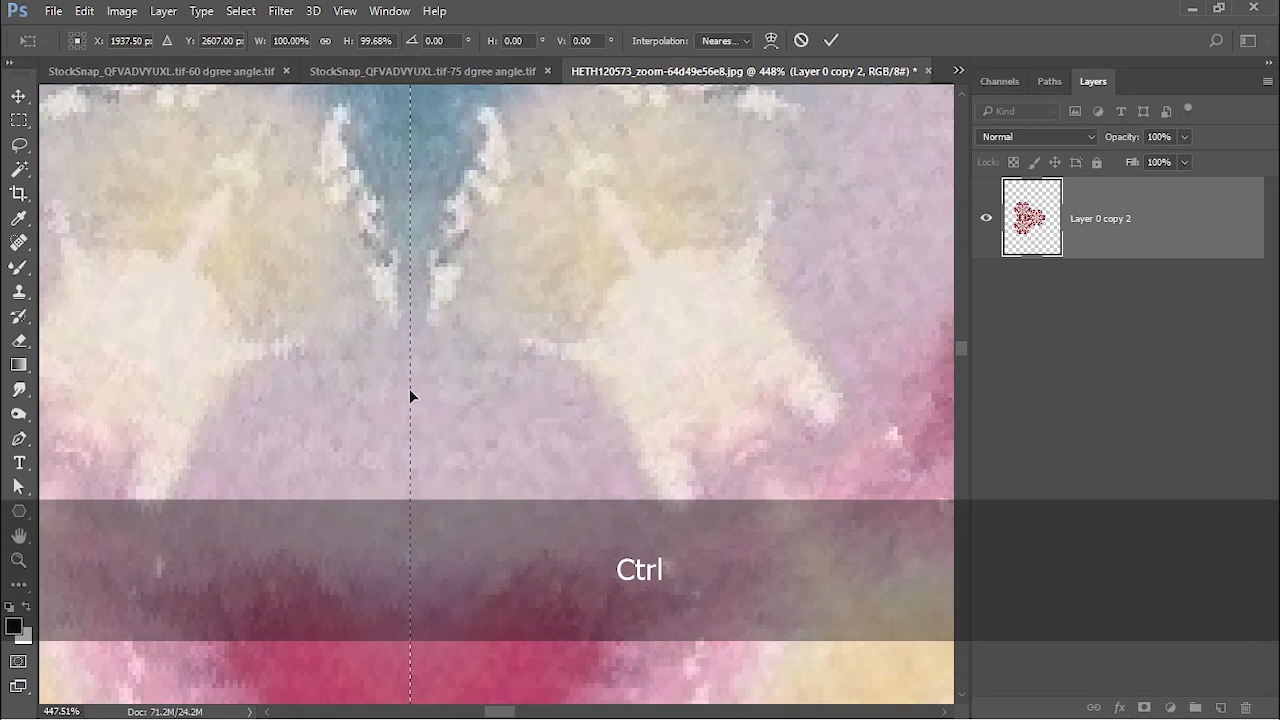 Ps File Edit Image Layer Type Select Filter 3D View Window Help
X: 1937.50 px Y: 2607.00 px W: 100.00% H: 99.68% 0.00 ° H: 0.00 ° V: 0.00 ° Interpolation: Neares...
StockSnap_QFVADVYUXL.tif-60 dgree angle.tif × StockSnap_QFVADVYUXL.tif-75 dgree angle.tif × HETH120573_zoom-64d49e56e8.jpg @ 448% (Layer 0 copy 2, RGB/8#) * ×
Channels Paths Layers
Kind
Normal Opacity: 100%
Lock: Fill: 100%
Layer 0 copy 2
Ctrl
447.51% Doc: 71.2M/24.2M